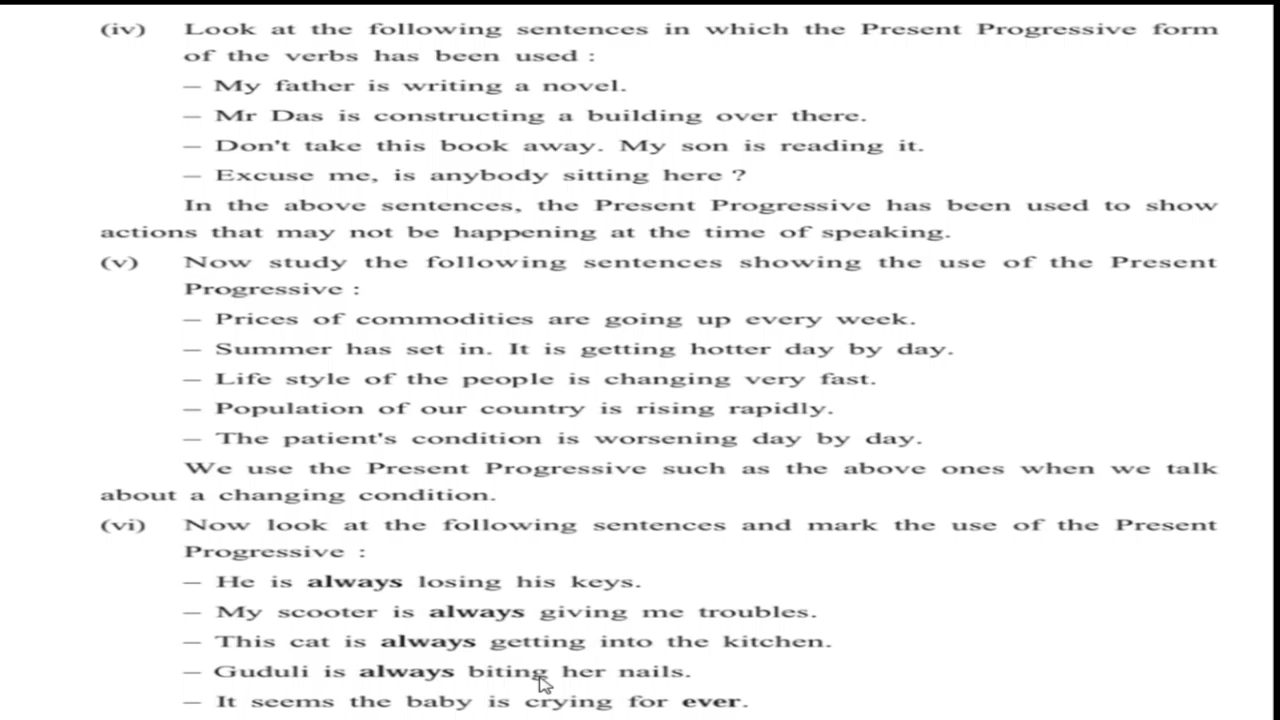 (iv) Look at the following sentences in which the Present Progressive form
of the verbs has been used :
– My father is writing a novel.
– Mr Das is constructing a building over there.
– Don't take this book away. My son is reading it.
– Excuse me, is anybody sitting here ?
In the above sentences, the Present Progressive has been used to show
actions that may not be happening at the time of speaking.
(v) Now study the following sentences showing the use of the Present
Progressive :
– Prices of commodities are going up every week.
– Summer has set in. It is getting hotter day by day.
– Life style of the people is changing very fast.
– Population of our country is rising rapidly.
– The patient's condition is worsening day by day.
We use the Present Progressive such as the above ones when we talk
about a changing condition.
(vi) Now look at the following sentences and mark the use of the Present
Progressive :
– He is always losing his keys.
– My scooter is always giving me troubles.
– This cat is always getting into the kitchen.
– Guduli is always biting her nails.
– It seems the baby is crying for ever.